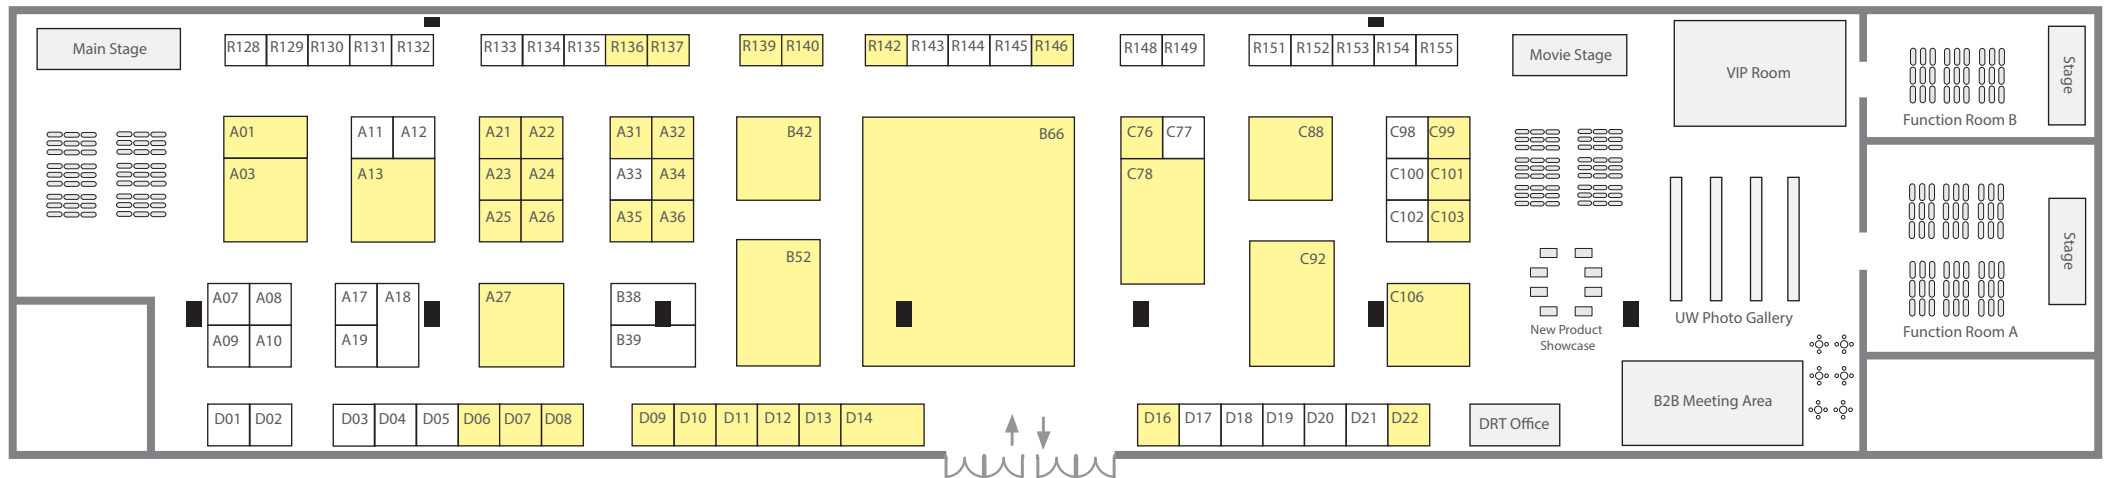 Main Stage
R128 R129 R130 R131 R132
R133 R134 R135 R136 R137
R139 R140
R142 R143 R144 R145 R146
R148 R149
R151 R152 R153 R154 R155
Movie Stage
VIP Room
Stage
Function Room B
A01
A03
A11 A12
A13
A21 A22
A23 A24
A25 A26
A31 A32
A33 A34
A35 A36
B42
B52
B66
C76 C77
C78
C88
C92
C98 C99
C100 C101
C102 C103
C106
A07 A08
A09 A10
A17 A18
A19
A27
B38
B39
New Product
Showcase
UW Photo Gallery
Stage
Function Room A
D01 D02
D03 D04 D05 D06 D07 D08
D09 D10 D11 D12 D13 D14
D16 D17 D18 D19 D20 D21 D22
DRT Office
B2B Meeting Area